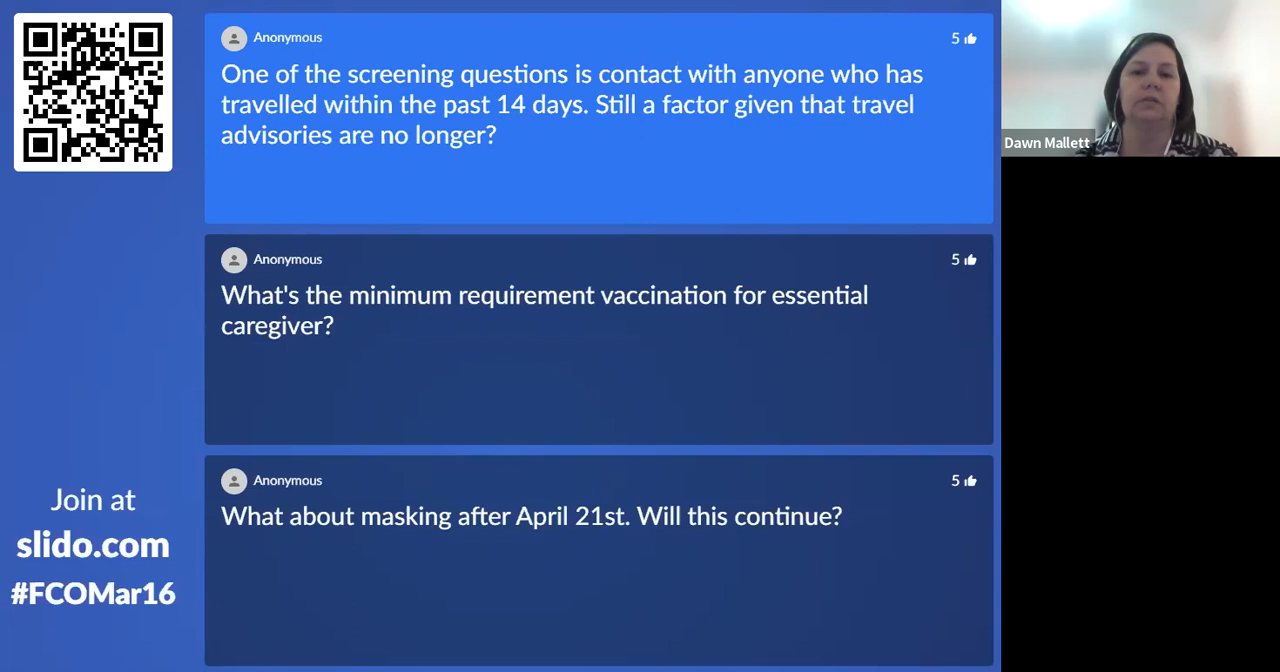 Anonymous
5
One of the screening questions is contact with anyone who has
travelled within the past 14 days. Still a factor given that travel
advisories are no longer?
Anonymous
5
What's the minimum requirement vaccination for essential
caregiver?
Anonymous
5
What about masking after April 21st. Will this continue?
Join at
slido.com
#FCOMar16
Dawn Mallett